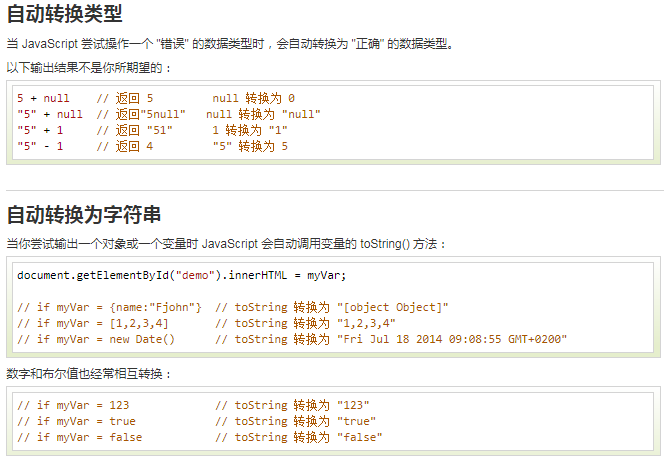 自动转换类型
当 JavaScript 尝试操作一个 "错误" 的数据类型时，会自动转换为 "正确" 的数据类型。
以下输出结果不是你所期望的：
5 + null    // 返回 5         null 转换为 0
"5" + null  // 返回"5null"   null 转换为 "null"
"5" + 1     // 返回 "51"      1 转换为 "1"
"5" - 1     // 返回 4         "5" 转换为 5
自动转换为字符串
当你尝试输出一个对象或一个变量时 JavaScript 会自动调用变量的 toString() 方法：
document.getElementById("demo").innerHTML = myVar;
// if myVar = {name:"Fjohn"}  // toString 转换为 "[object Object]"
// if myVar = [1,2,3,4]       // toString 转换为 "1,2,3,4"
// if myVar = new Date()      // toString 转换为 "Fri Jul 18 2014 09:08:55 GMT+0200"
数字和布尔值也经常相互转换：
// if myVar = 123             // toString 转换为 "123"
// if myVar = true            // toString 转换为 "true"
// if myVar = false           // toString 转换为 "false"